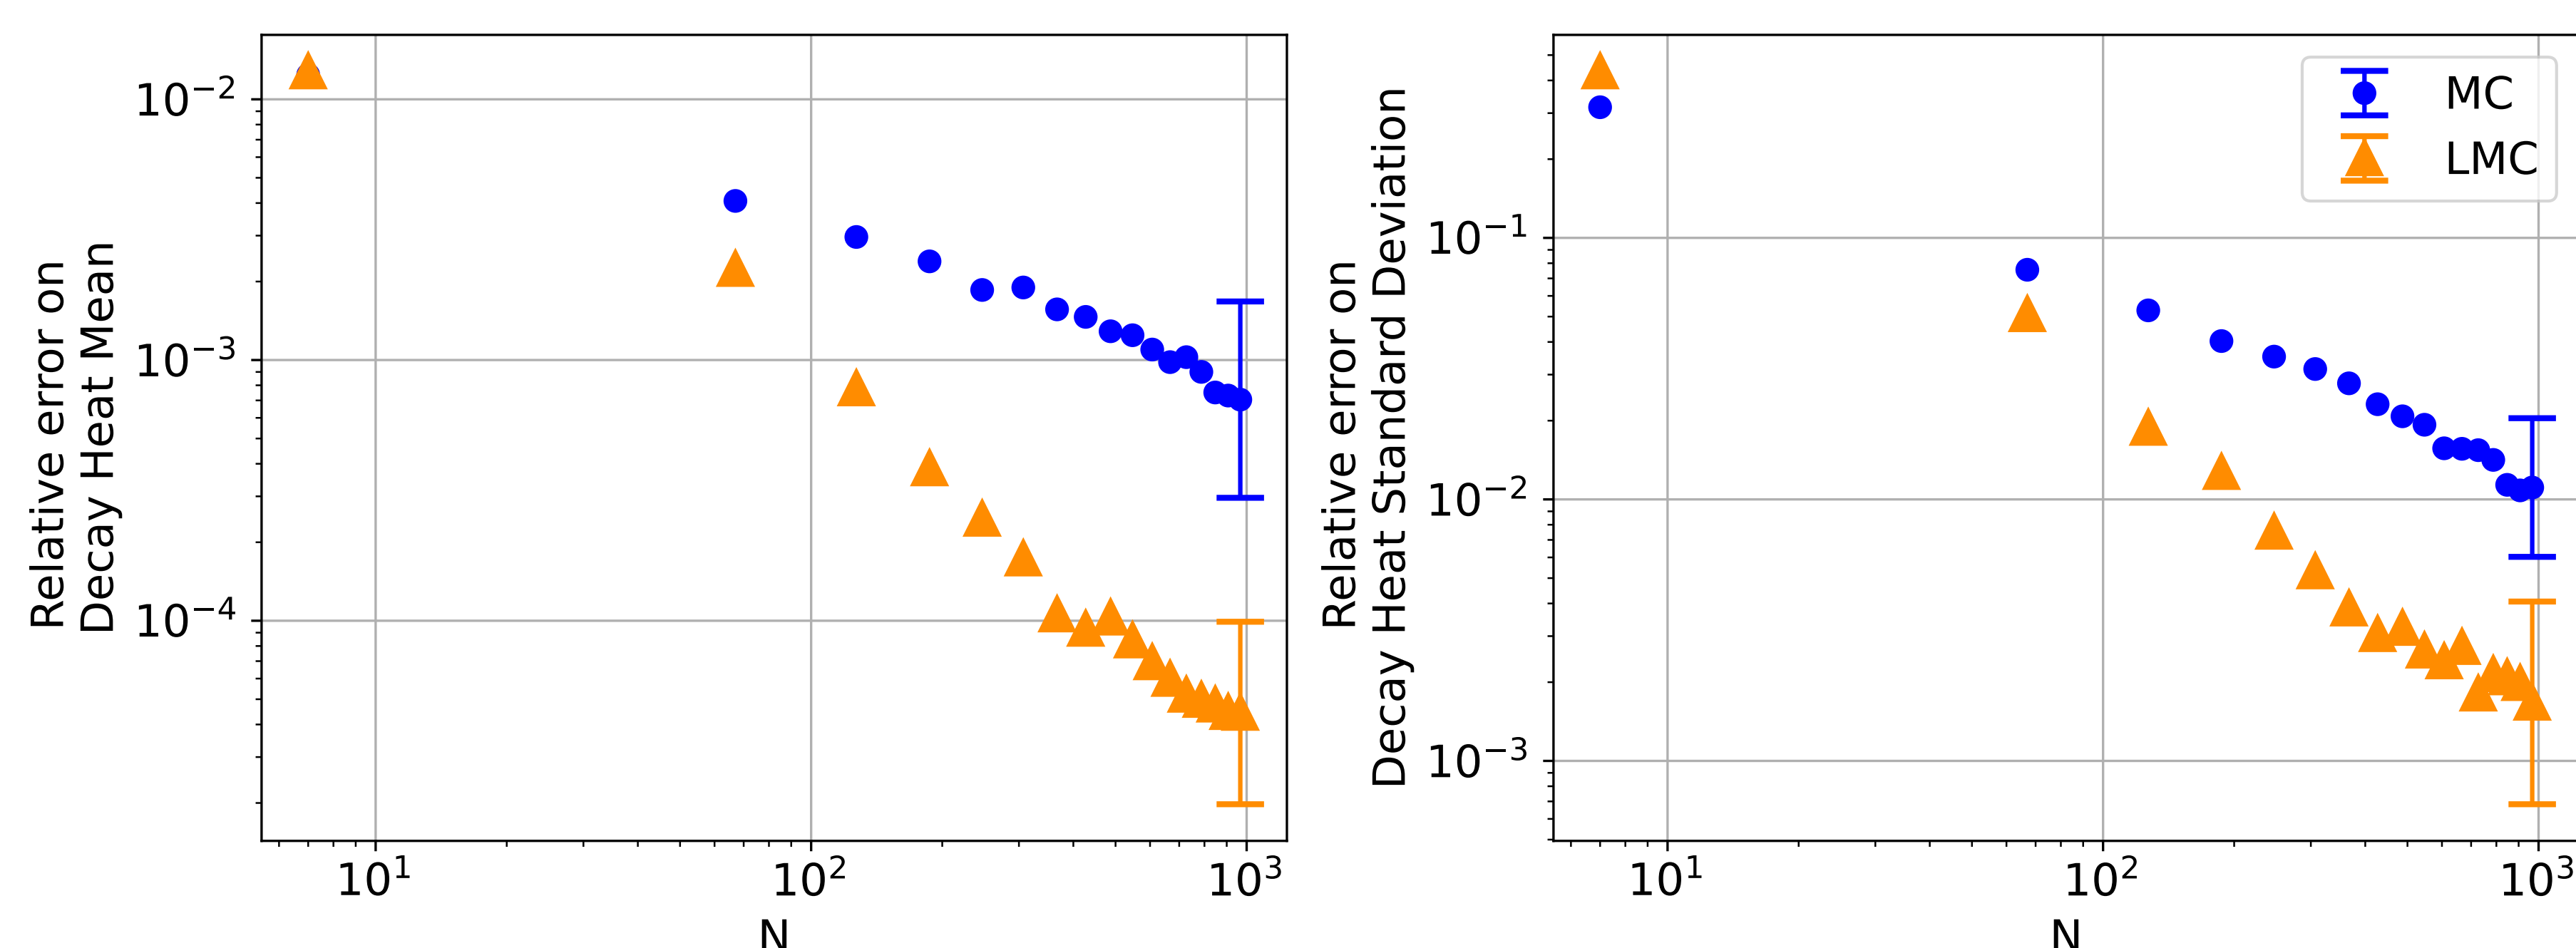 Relative error on
Decay Heat Mean
10⁻²
10⁻³
10⁻⁴
10¹
10²
10³
N
Relative error on
Decay Heat Standard Deviation
10⁻¹
10⁻²
10⁻³
10¹
10²
10³
N
MC
LMC